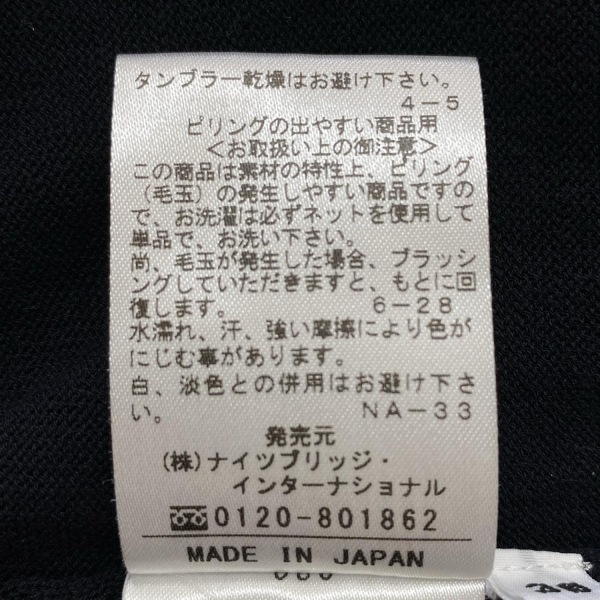 タンブラー乾燥はお避け下さい。
4-5
ピリングの出やすい商品用
<お取扱い上の御注意>
この商品は素材の特性上、ピリング
(毛玉)の発生しやすい商品ですの
で、お洗濯は必ずネットを使用して
単品で、お洗い下さい。
尚、毛玉が発生した場合、ブラッシ
ングしていただきますと、もとに回
復します。 6-28
水濡れ、汗、強い摩擦により色が
にじむ事があります。
白、淡色との併用はお避け下さ
い。 NA-33
発売元
(株)ナイツブリッジ・
インターナショナル
0120-801862
MADE IN JAPAN